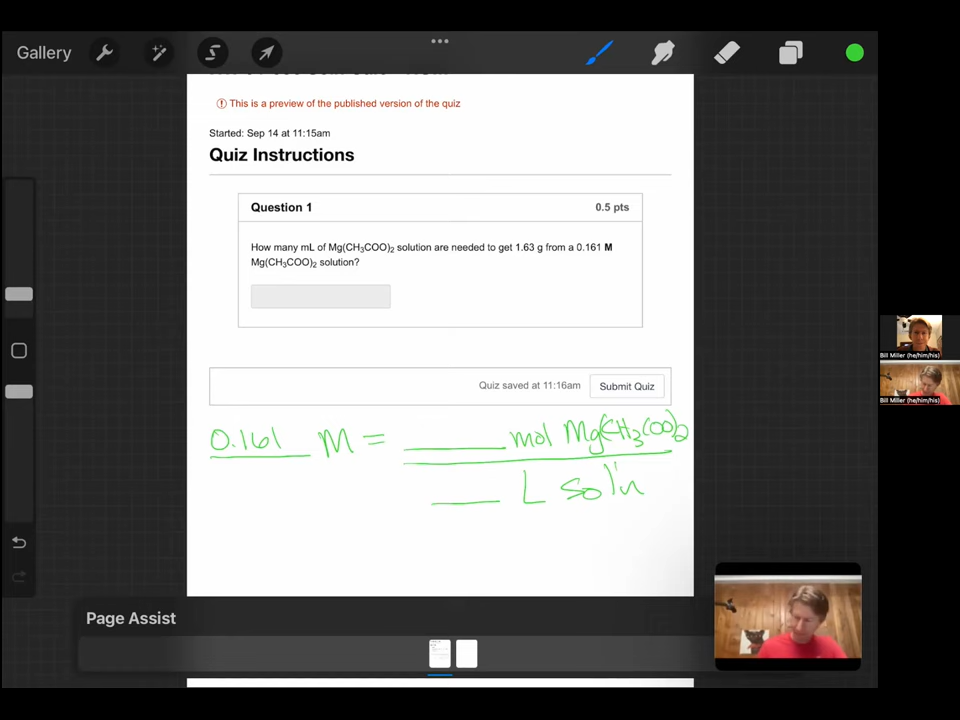 Gallery
This is a preview of the published version of the quiz
Started: Sep 14 at 11:15am
Quiz Instructions
Question 1 0.5 pts
How many mL of Mg(CH₃COO)₂ solution are needed to get 1.63 g from a 0.161 M
Mg(CH₃COO)₂ solution?
Quiz saved at 11:16am Submit Quiz
0.161 M = ____ mol Mg(CH₃COO)₂
____ L sol'n
Page Assist
Bill Miller (he/him/his)
Bill Miller (he/him/his)